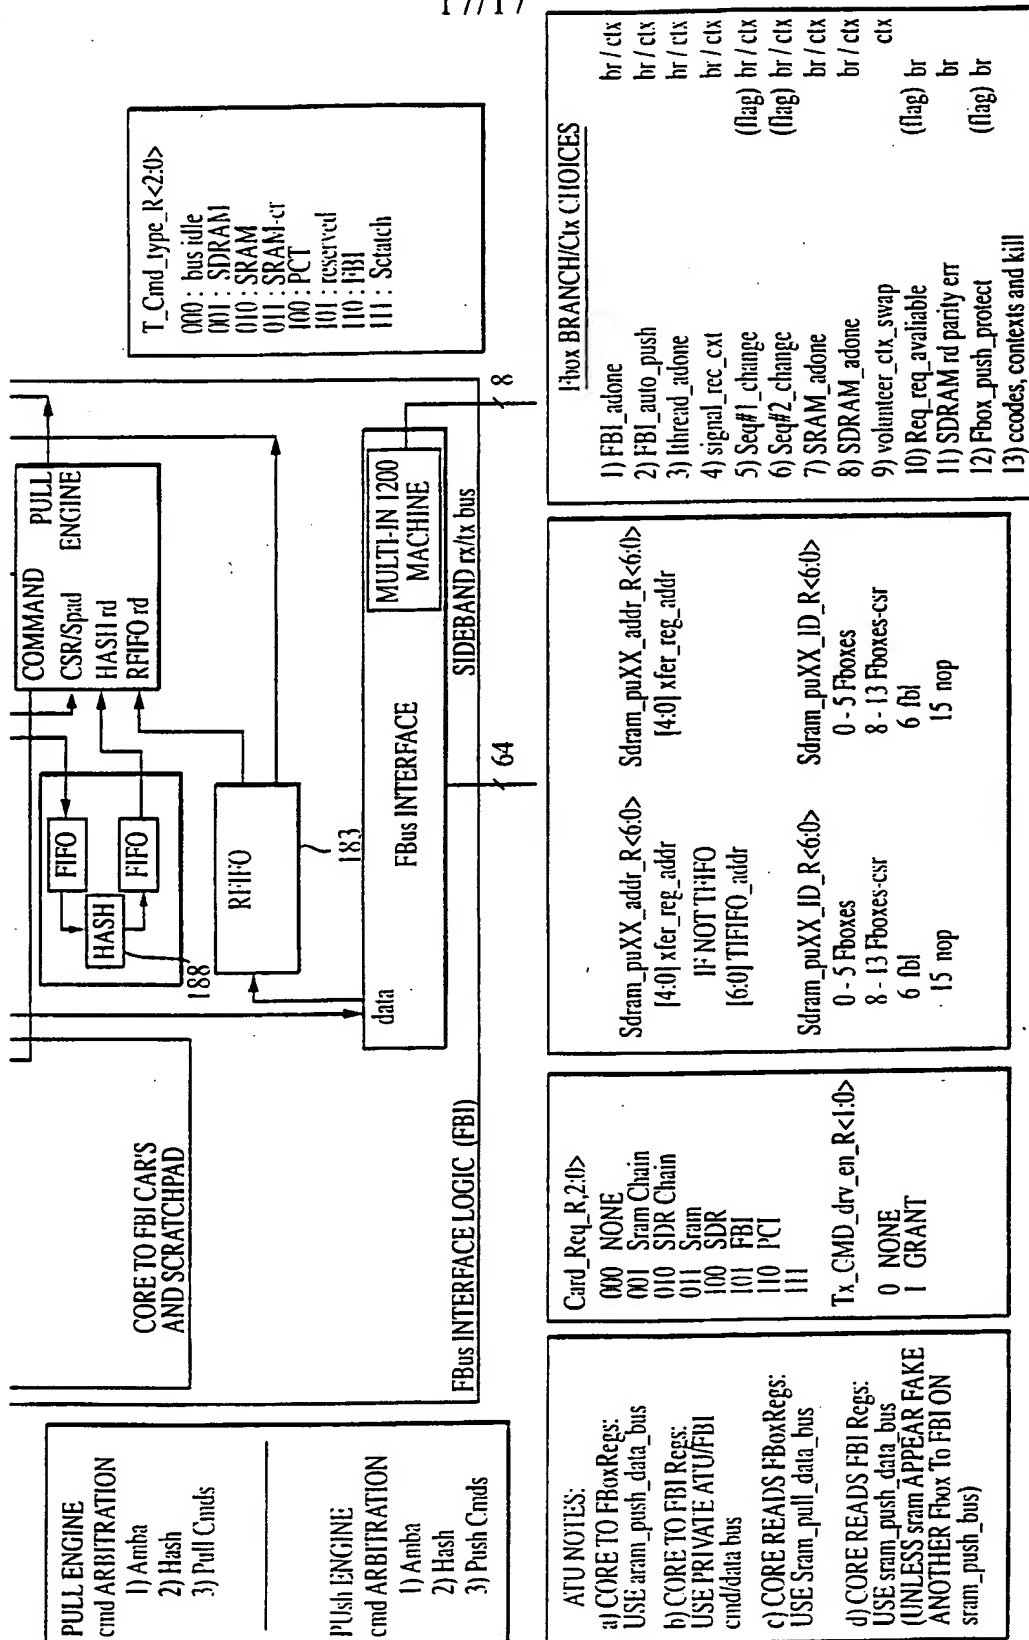 17/17
PULL ENGINE
cmd ARBITRATION
1) Amba
2) Hash
3) Pull Cmds
PUsh ENGINE
cmd ARBITRATION
1) Amba
2) Hash
3) Push Cmds
CORE TO FBI CAR'S
AND SCRATCHPAD
FBus INTERFACE LOGIC (FBI)
FIFO
HASH
FIFO
188
COMMAND
PULL
ENGINE
CSR/Spad
HASH rd
RFIFO rd
RFIFO
183
data
FBus INTERFACE
MULTI-IN 1200
MACHINE
SIDEBAND rx/tx bus
8
64
T_Cmd_type_R<2:0>
000 : bus idle
001 : SDRAM
010 : SRAM
011 : SRAM-cr
100 : PCT
101 : reserved
110 : FBI
111 : Sctatch
ATU NOTES:
a) CORE TO FBoxRegs:
USE aram_push_data_bus
b) CORE TO FBI Regs:
USE PRIVATE ATU/FBI
cmd/data bus
c) CORE READS FBoxRegs:
USE Sram_pull_data_bus
d) CORE READS FBI Regs:
USE sram_push_data_bus
(UNLESS sram APPEAR FAKE
ANOTHER Fbox To FBI ON
sram_push_bus)
Card_Req_R,2:0>
000 NONE
001 Sram Chain
010 SDR Chain
011 Sram
100 SDR
101 FBI
110 PCI
111
Tx_CMD_drv_en_R<1:0>
0 NONE
1 GRANT
Sdram_puXX_addr_R<6:0>
[4:0] xfer_reg_addr
IF NOT TFIFO
[6:0] TIFIFO_addr
Sdram_puXX_ID_R<6:0>
0 - 5 Fboxes
8 - 13 Fboxes-csr
6 fbI
15 nop
Sdram_puXX_addr_R<6:0>
[4:0] xfer_reg_addr
Sdram_puXX_ID_R<6:0>
0 - 5 Fboxes
8 - 13 Fboxes-csr
6 fbI
15 nop
Fbox BRANCH/Ctx CHOICES
1) FBI_adone br / ctx
2) FBI_auto_push br / ctx
3) Ithread_adone br / ctx
4) signal_rec_cxt br / ctx
5) Seq#1_change (flag) br / ctx
6) Seq#2_change (flag) br / ctx
7) SRAM_adone br / ctx
8) SDRAM_adone br / ctx
9) volunteer_ctx_swap ctx
10) Req_req_avaliable (flag) br
11) SDRAM rd parity err br
12) Fbox_push_protect (flag) br
13) ccodes, contexts and kill